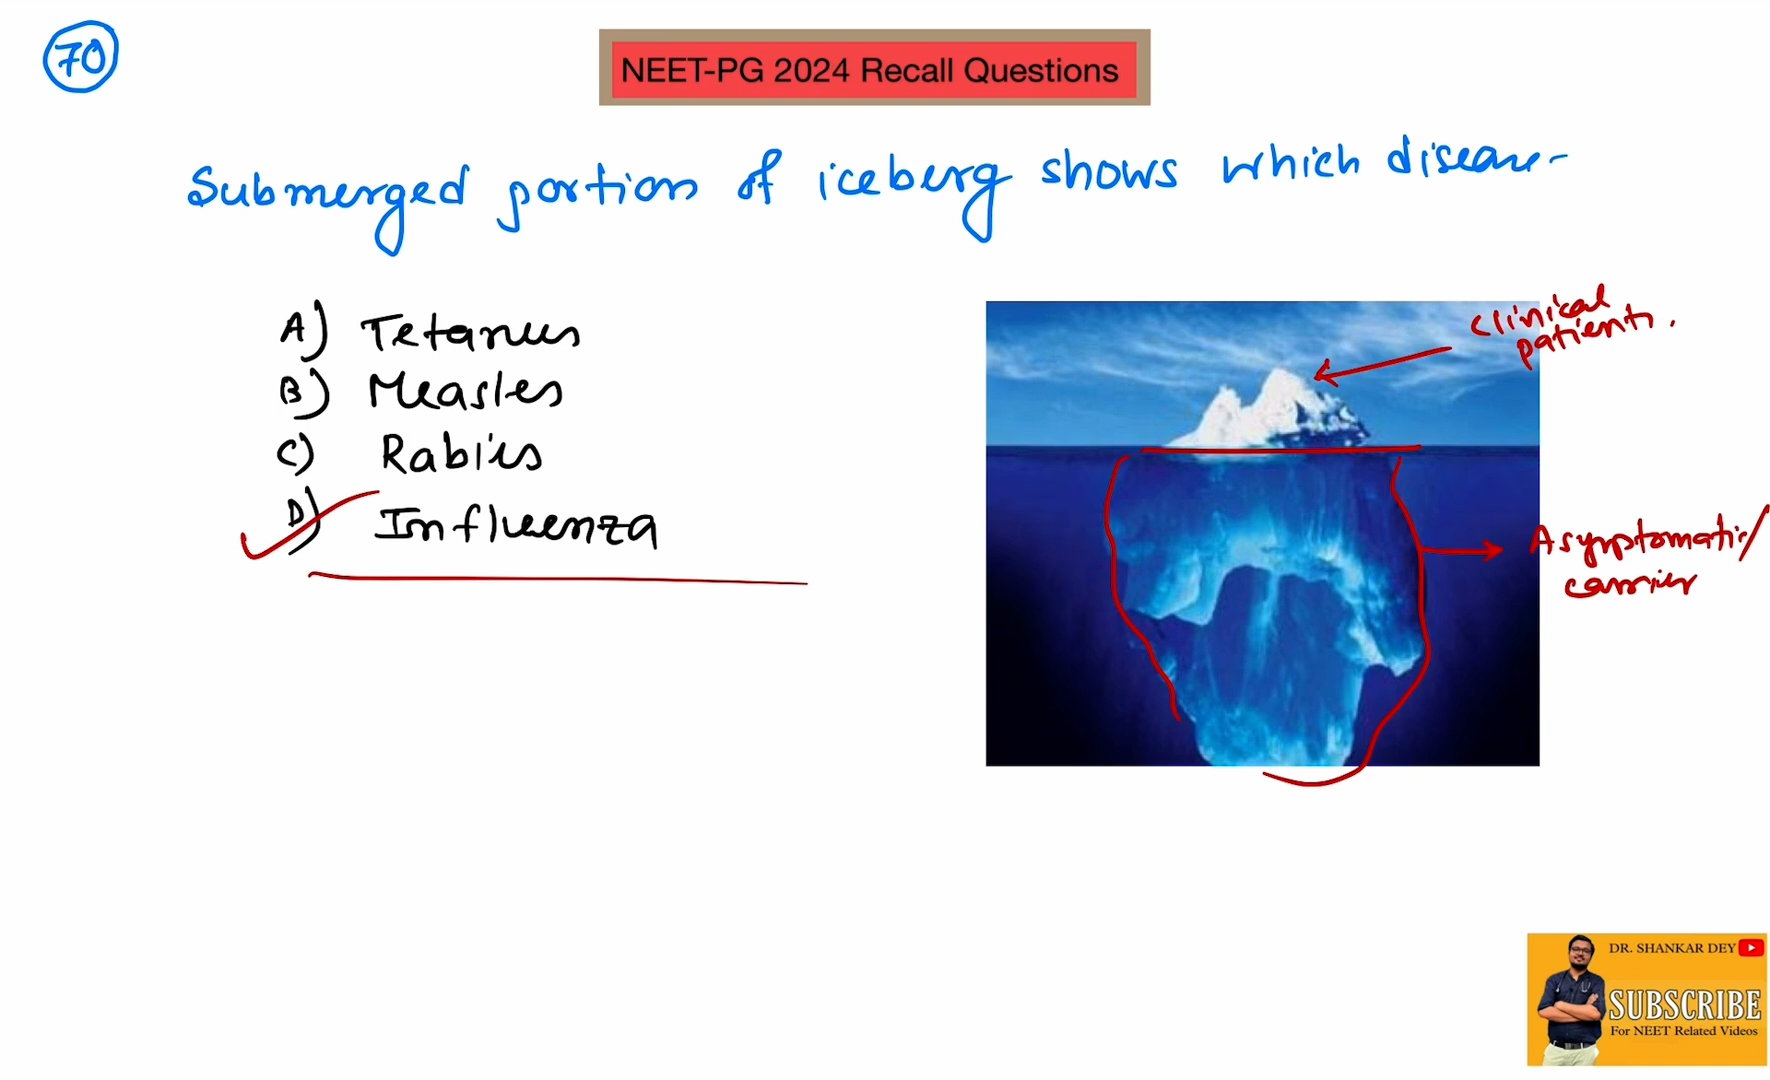 70
NEET-PG 2024 Recall Questions
Submerged portion of iceberg shows which disease-
A) Tetanus
B) Measles
C) Rabies
D) Influenza
Clinical
patients.
Asymptomatic/
carrier
DR. SHANKAR DEY
SUBSCRIBE
For NEET Related Videos